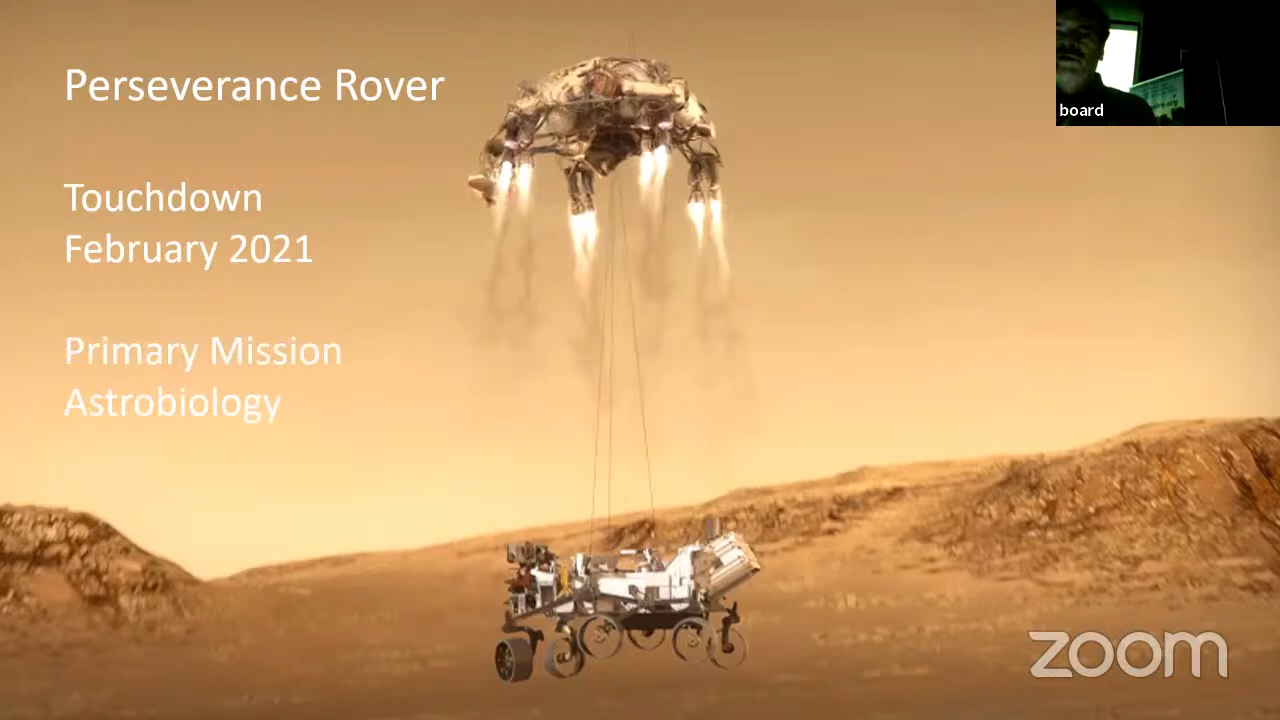 Perseverance Rover
Touchdown
February 2021
Primary Mission
Astrobiology
board
zoom